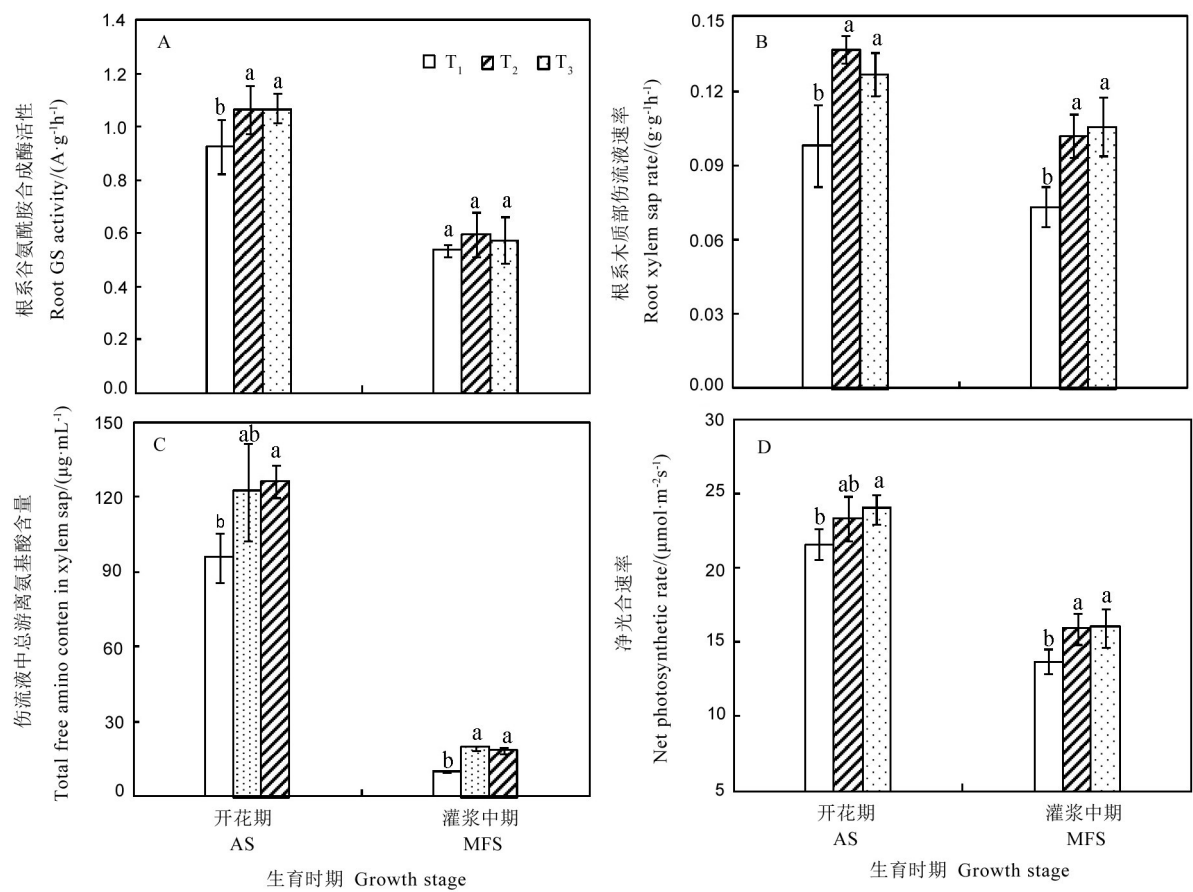 根系谷氨酰胺合成酶活性
Root GS activity/(A·g⁻¹h⁻¹)
1.4
1.2
1.0
0.8
0.6
0.4
0.2
0.0
A
T₁ T₂ T₃
b a a
a a a
根系木质部伤流液速率
Root xylem sap rate/(g·g⁻¹h⁻¹)
0.15
0.12
0.09
0.06
0.03
0.00
B
b a a
b a a
伤流液中总游离氨基酸含量
Total free amino conten in xylem sap/(μg·mL⁻¹)
150
120
90
60
30
0
C
b ab a
b a a
开花期 灌浆中期
AS MFS
生育时期 Growth stage
净光合速率
Net photosynthetic rate/(μmol·m⁻²s⁻¹)
30
25
20
15
10
5
D
b ab a
b a a
开花期 灌浆中期
AS MFS
生育时期 Growth stage